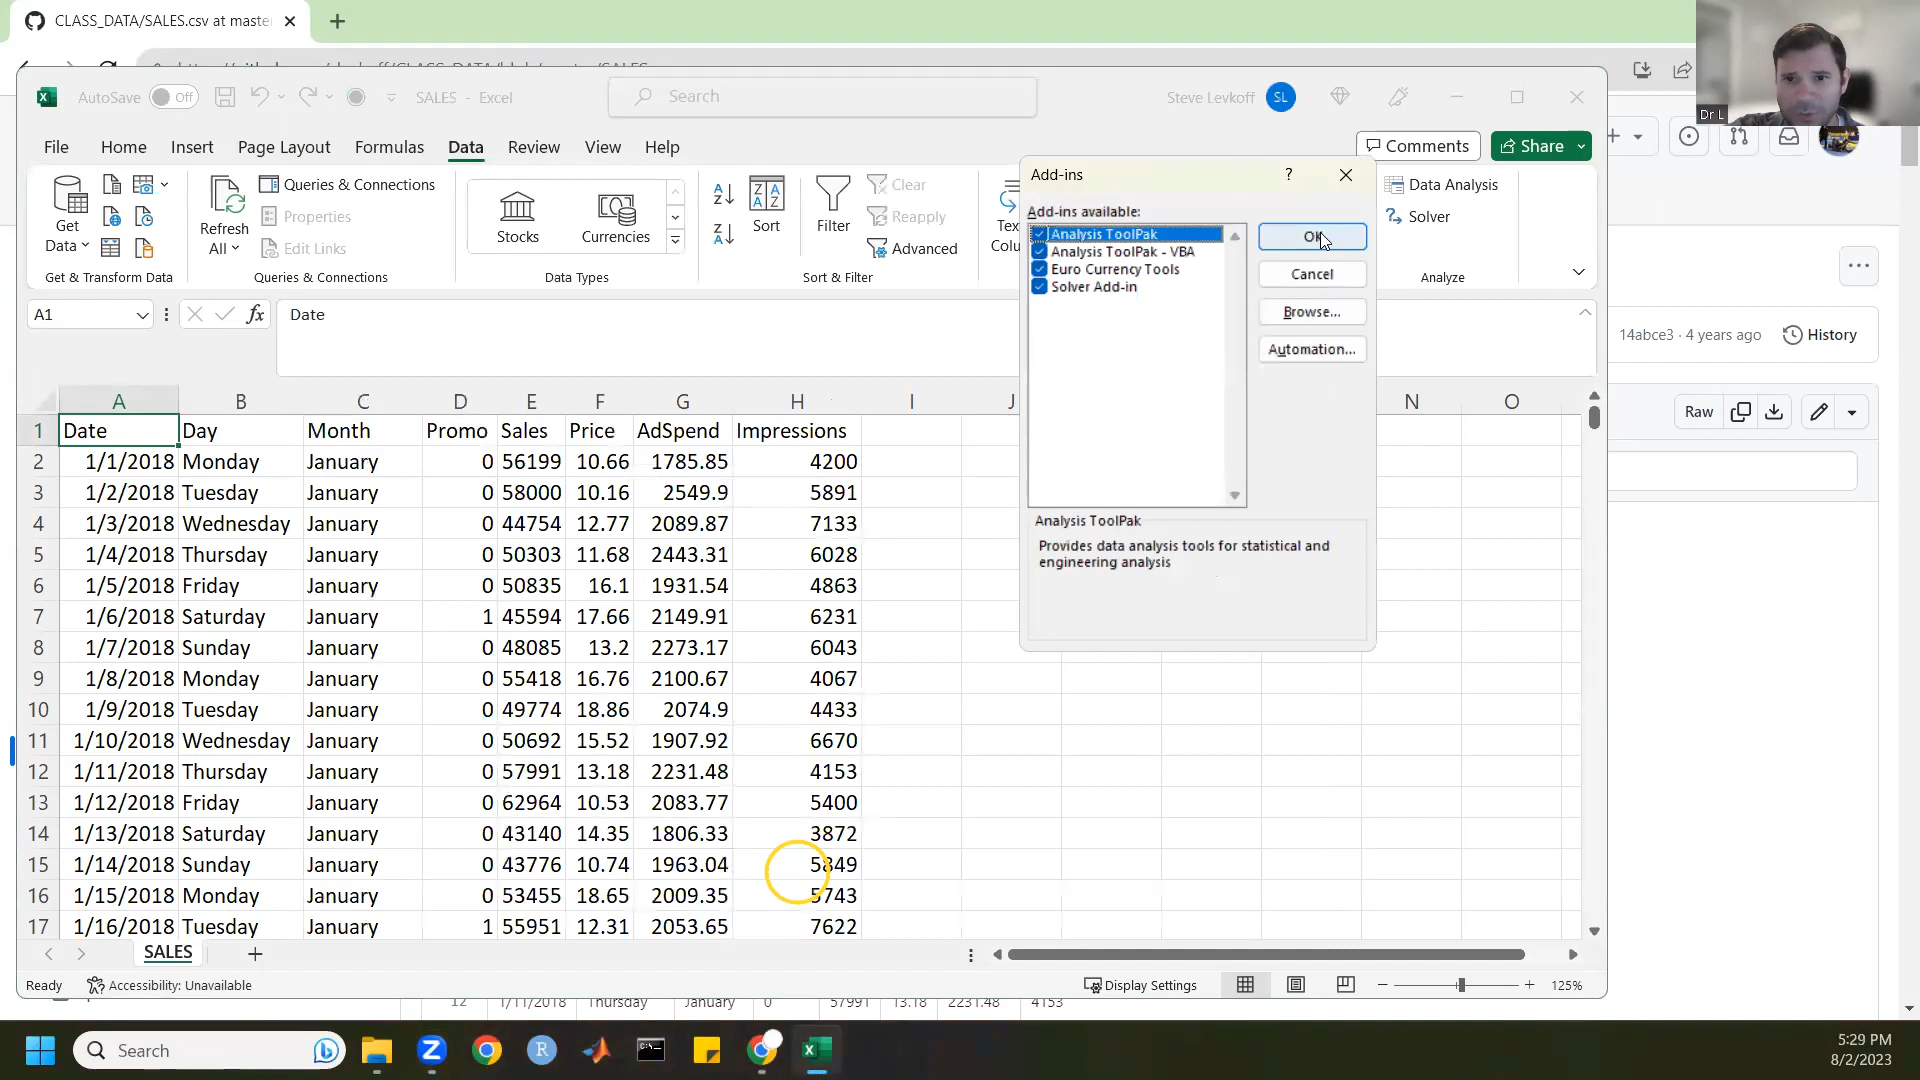 CLASS_DATA/SALES.csv at maste
AutoSave Off SALES - Excel Search Steve Levkoff SL
Dr L
File Home Insert Page Layout Formulas Data Review View Help Comments Share
Get Data
Refresh All
Queries & Connections
Properties
Edit Links
Stocks Currencies
Sort Filter
Clear
Reapply
Advanced
Data Analysis
Solver
Get & Transform Data Queries & Connections Data Types Sort & Filter Analyze
Add-ins ?
Add-ins available:
Analysis ToolPak
Analysis ToolPak - VBA
Euro Currency Tools
Solver Add-in
OK
Cancel
Browse...
Automation...
Analysis ToolPak
Provides data analysis tools for statistical and
engineering analysis
14abce3 · 4 years ago History
Raw
A1 fx Date
A B C D E F G H I J N O
1 Date Day Month Promo Sales Price AdSpend Impressions
2 1/1/2018 Monday January 0 56199 10.66 1785.85 4200
3 1/2/2018 Tuesday January 0 58000 10.16 2549.9 5891
4 1/3/2018 Wednesday January 0 44754 12.77 2089.87 7133
5 1/4/2018 Thursday January 0 50303 11.68 2443.31 6028
6 1/5/2018 Friday January 0 50835 16.1 1931.54 4863
7 1/6/2018 Saturday January 1 45594 17.66 2149.91 6231
8 1/7/2018 Sunday January 0 48085 13.2 2273.17 6043
9 1/8/2018 Monday January 0 55418 16.76 2100.67 4067
10 1/9/2018 Tuesday January 0 49774 18.86 2074.9 4433
11 1/10/2018 Wednesday January 0 50692 15.52 1907.92 6670
12 1/11/2018 Thursday January 0 57991 13.18 2231.48 4153
13 1/12/2018 Friday January 0 62964 10.53 2083.77 5400
14 1/13/2018 Saturday January 0 43140 14.35 1806.33 3872
15 1/14/2018 Sunday January 0 43776 10.74 1963.04 5849
16 1/15/2018 Monday January 0 53455 18.65 2009.35 5743
17 1/16/2018 Tuesday January 1 55951 12.31 2053.65 7622
SALES
Ready Accessibility: Unavailable Display Settings 125%
12 1/11/2018 Thursday January 0 57991 13.18 2231.48 4153
Search
5:29 PM
8/2/2023